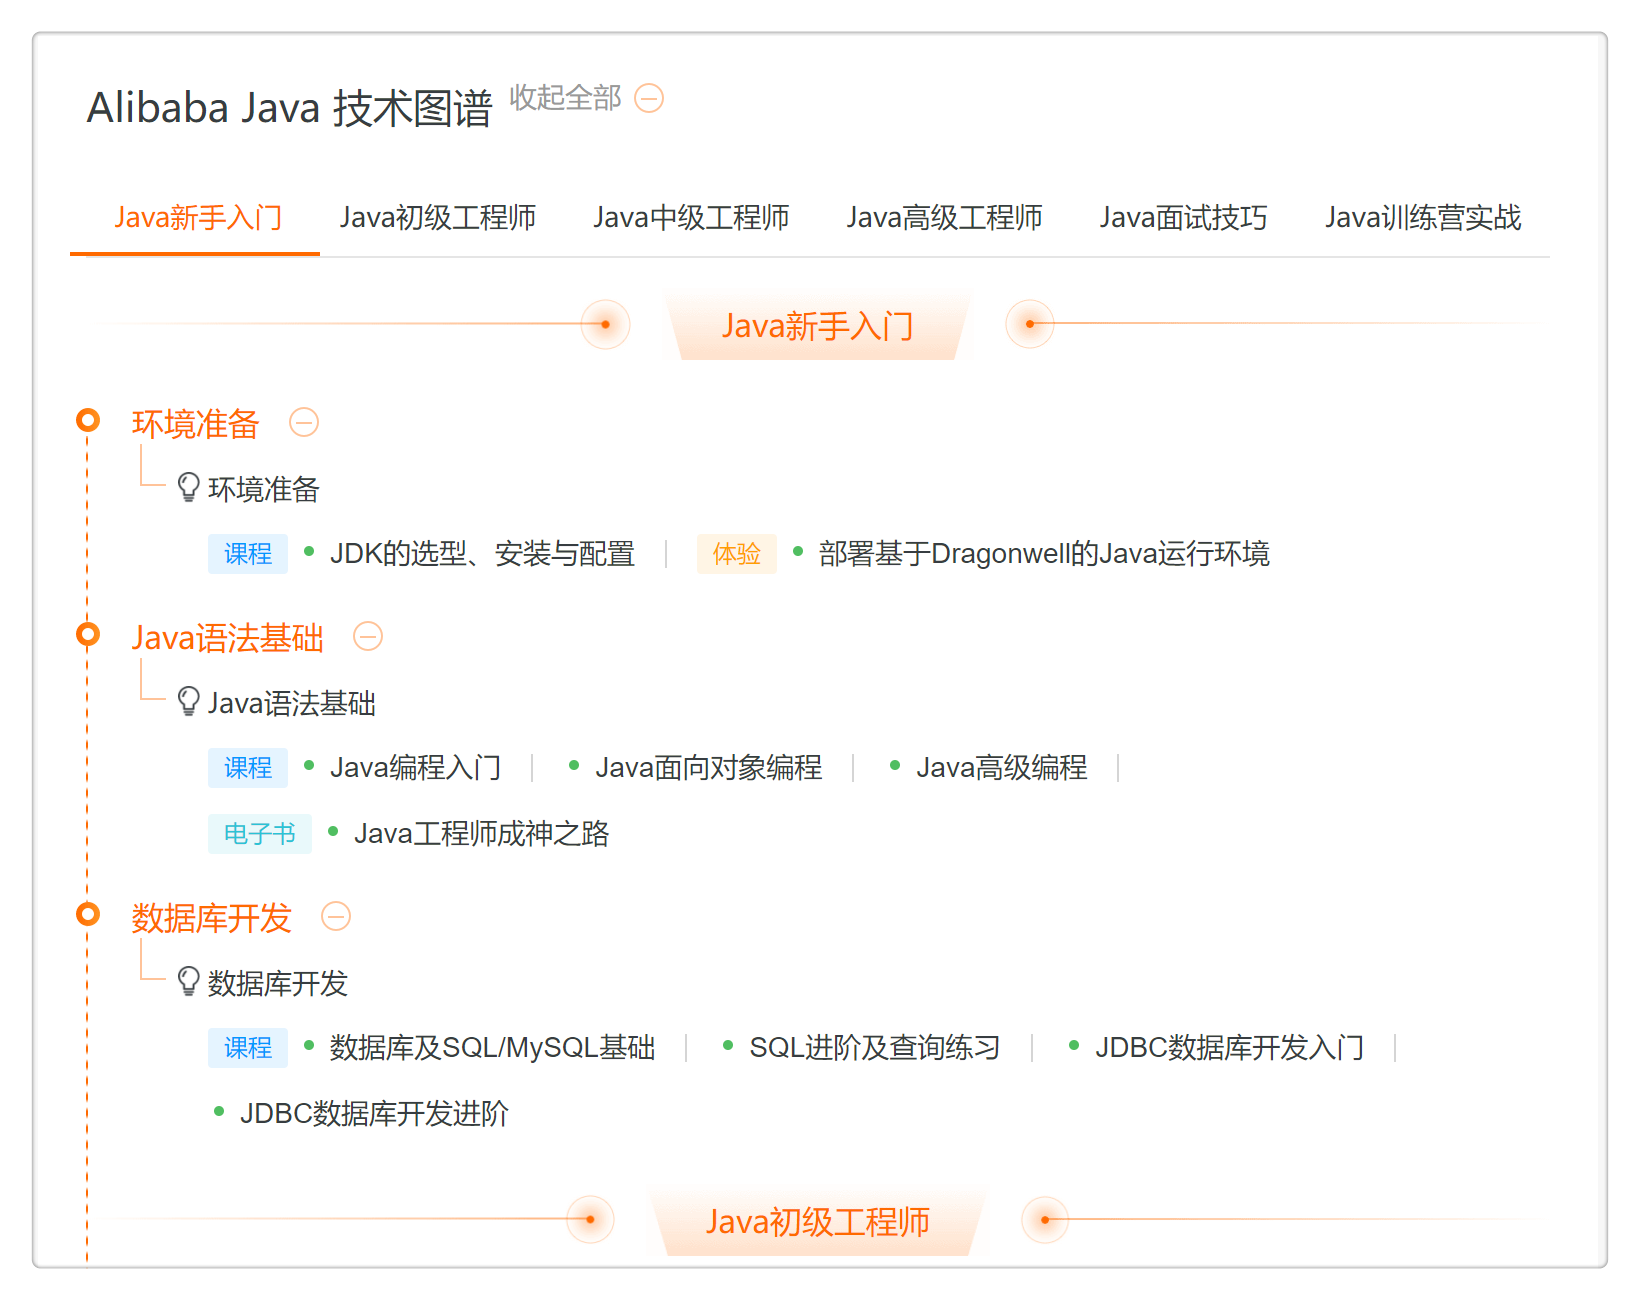 Alibaba Java 技术图谱 收起全部
Java新手入门 Java初级工程师 Java中级工程师 Java高级工程师 Java面试技巧 Java训练营实战
Java新手入门
环境准备
环境准备
课程 JDK的选型、安装与配置 体验 部署基于Dragonwell的Java运行环境
Java语法基础
Java语法基础
课程 Java编程入门 Java面向对象编程 Java高级编程
电子书 Java工程师成神之路
数据库开发
数据库开发
课程 数据库及SQL/MySQL基础 SQL进阶及查询练习 JDBC数据库开发入门
JDBC数据库开发进阶
Java初级工程师